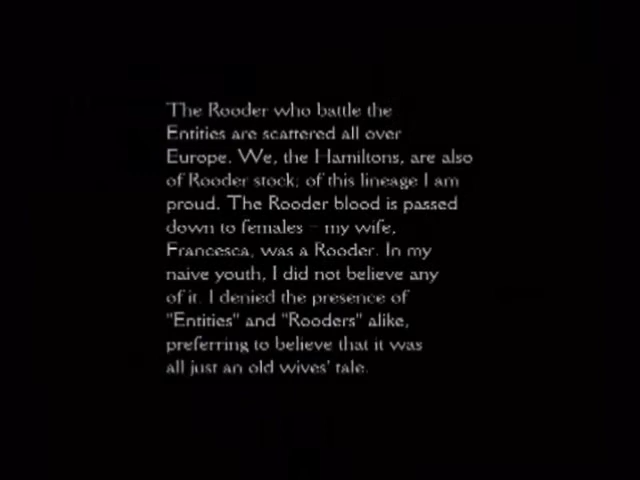 The Rooder who battle the
Entities are scattered all over
Europe. We, the Hamiltons, are also
of Rooder stock; of this lineage I am
proud. The Rooder blood is passed
down to females – my wife,
Francesca, was a Rooder. In my
naive youth, I did not believe any
of it. I denied the presence of
"Entities" and "Rooders" alike,
preferring to believe that it was
all just an old wives' tale.